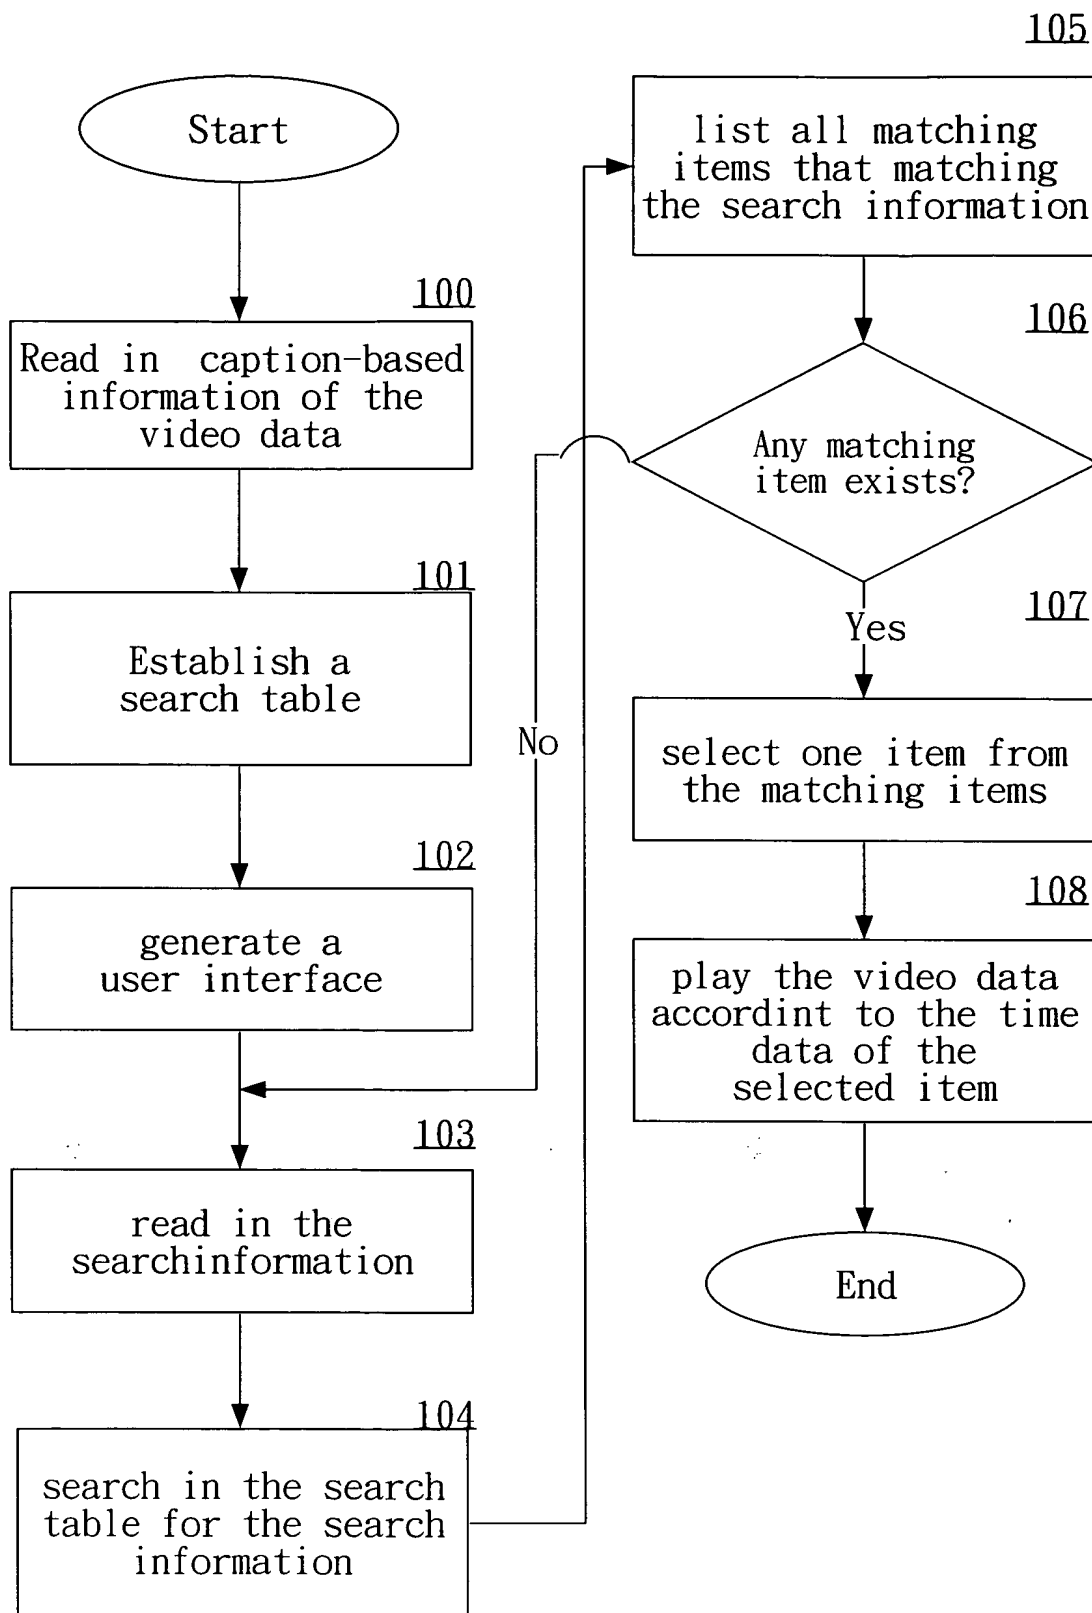 Start
100
Read in caption-based
information of the
video data
101
Establish a
search table
102
generate a
user interface
103
read in the
searchinformation
104
search in the search
table for the search
information
No
105
list all matching
items that matching
the search information
106
Any matching
item exists?
Yes
107
select one item from
the matching items
108
play the video data
accordint to the time
data of the
selected item
End